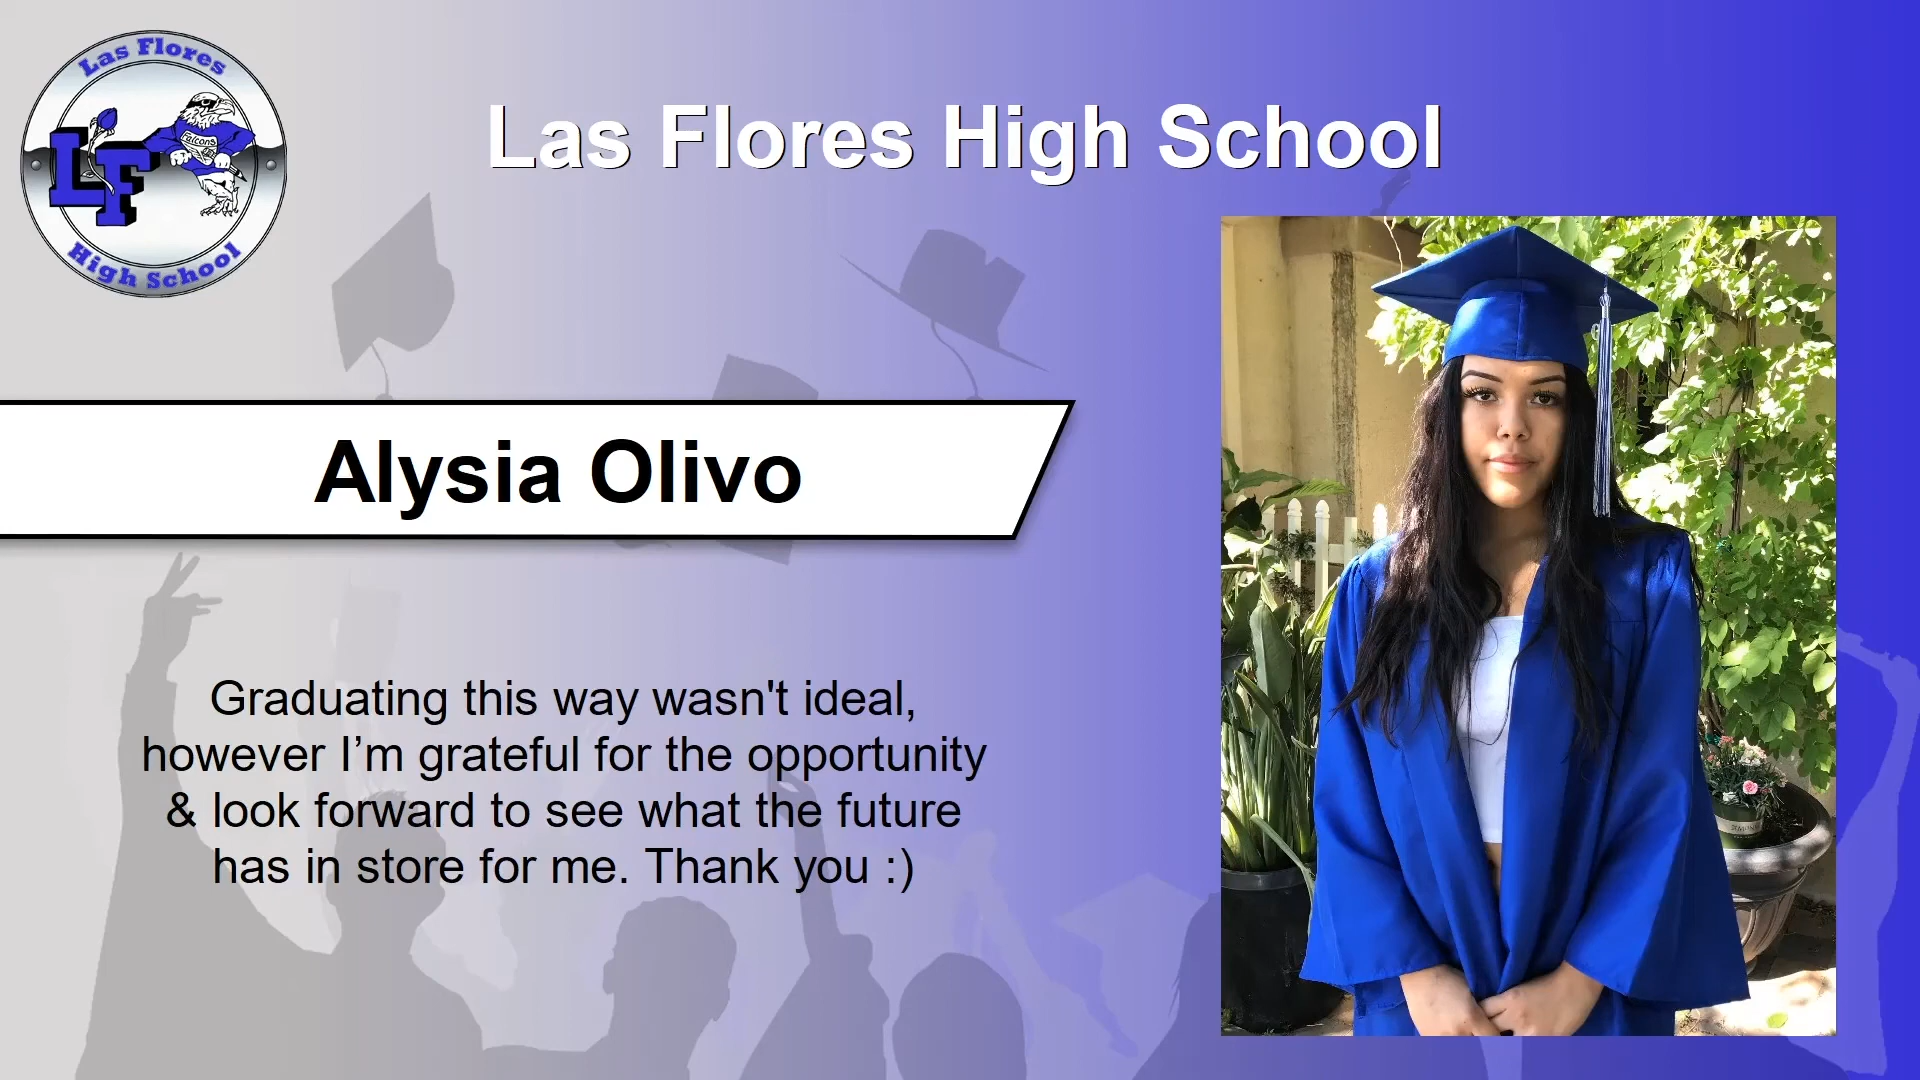 Las Flores
LF
Falcons
High School
Las Flores High School
Alysia Olivo
Graduating this way wasn't ideal,
however I’m grateful for the opportunity
& look forward to see what the future
has in store for me. Thank you :)